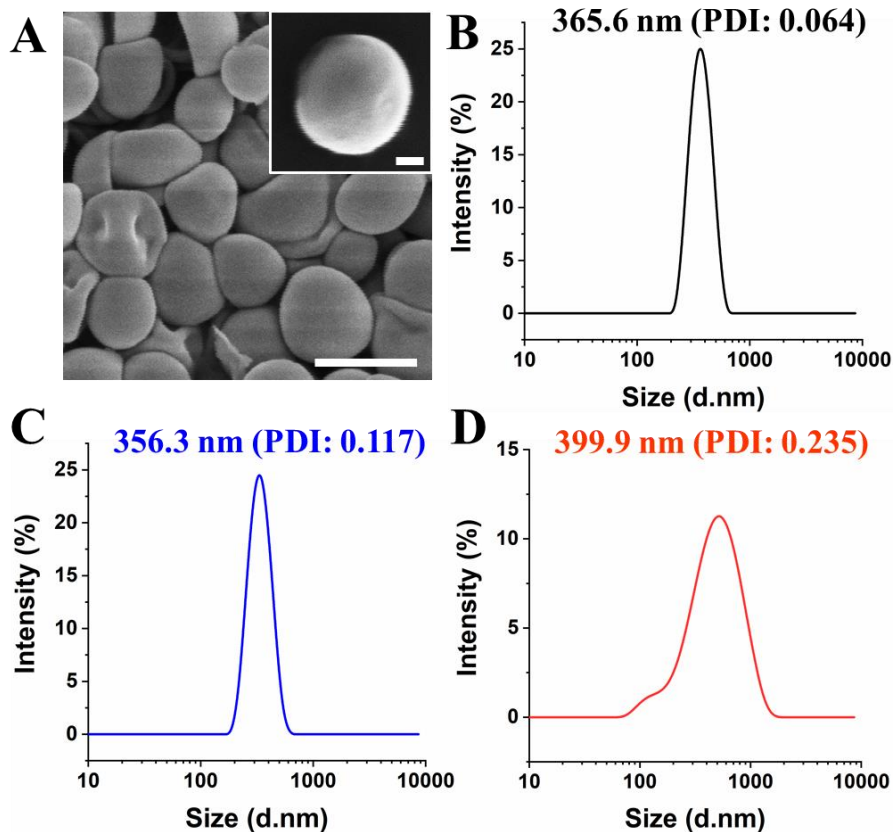 A
B
365.6 nm (PDI: 0.064)
Intensity (%)
25
20
15
10
5
0
10
100
1000
10000
Size (d.nm)
C
356.3 nm (PDI: 0.117)
Intensity (%)
25
20
15
10
5
0
10
100
1000
10000
Size (d.nm)
D
399.9 nm (PDI: 0.235)
Intensity (%)
15
10
5
0
10
100
1000
10000
Size (d.nm)